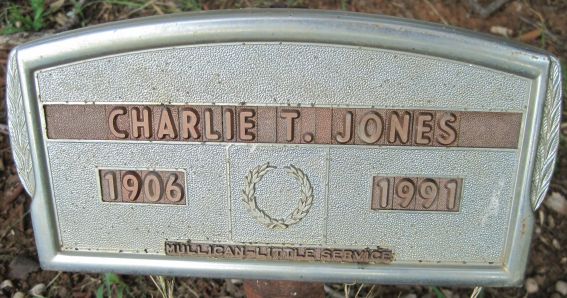 CHARLIE T. JONES
1906 1991
MULLICAN-LITTLE SERVICE